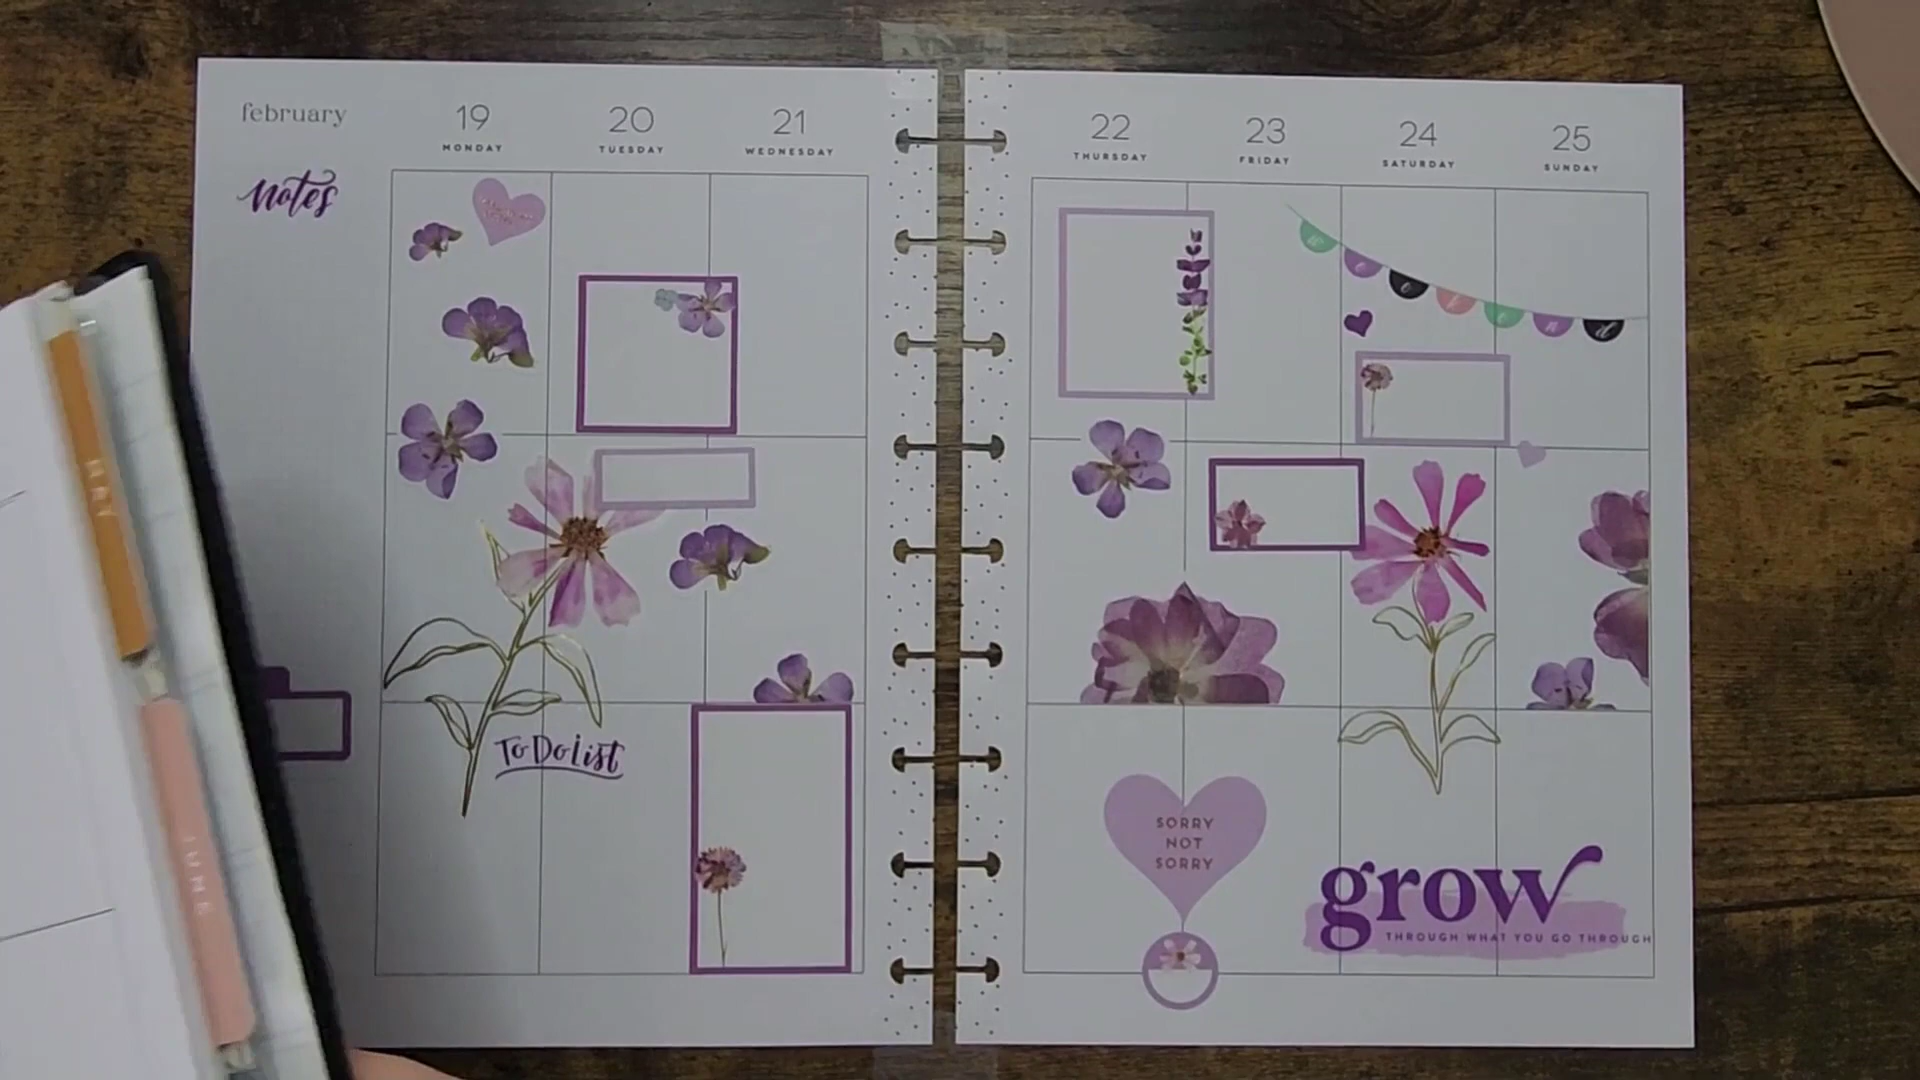 february
19
MONDAY
20
TUESDAY
21
WEDNESDAY
22
THURSDAY
23
FRIDAY
24
SATURDAY
25
SUNDAY
Notes
To Do List
SORRY
NOT
SORRY
grow
THROUGH WHAT YOU GO THROUGH
JUNE